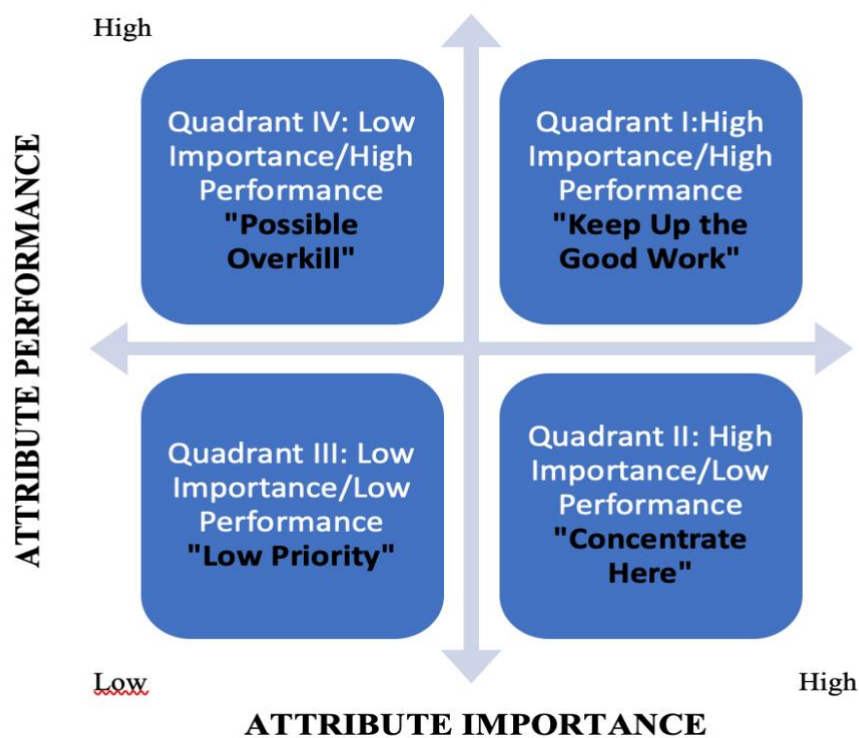 High
ATTRIBUTE PERFORMANCE
Quadrant IV: Low
Importance/High
Performance
"Possible
Overkill"
Quadrant I:High
Importance/High
Performance
"Keep Up the
Good Work"
Quadrant III: Low
Importance/Low
Performance
"Low Priority"
Quadrant II: High
Importance/Low
Performance
"Concentrate
Here"
Low
High
ATTRIBUTE IMPORTANCE